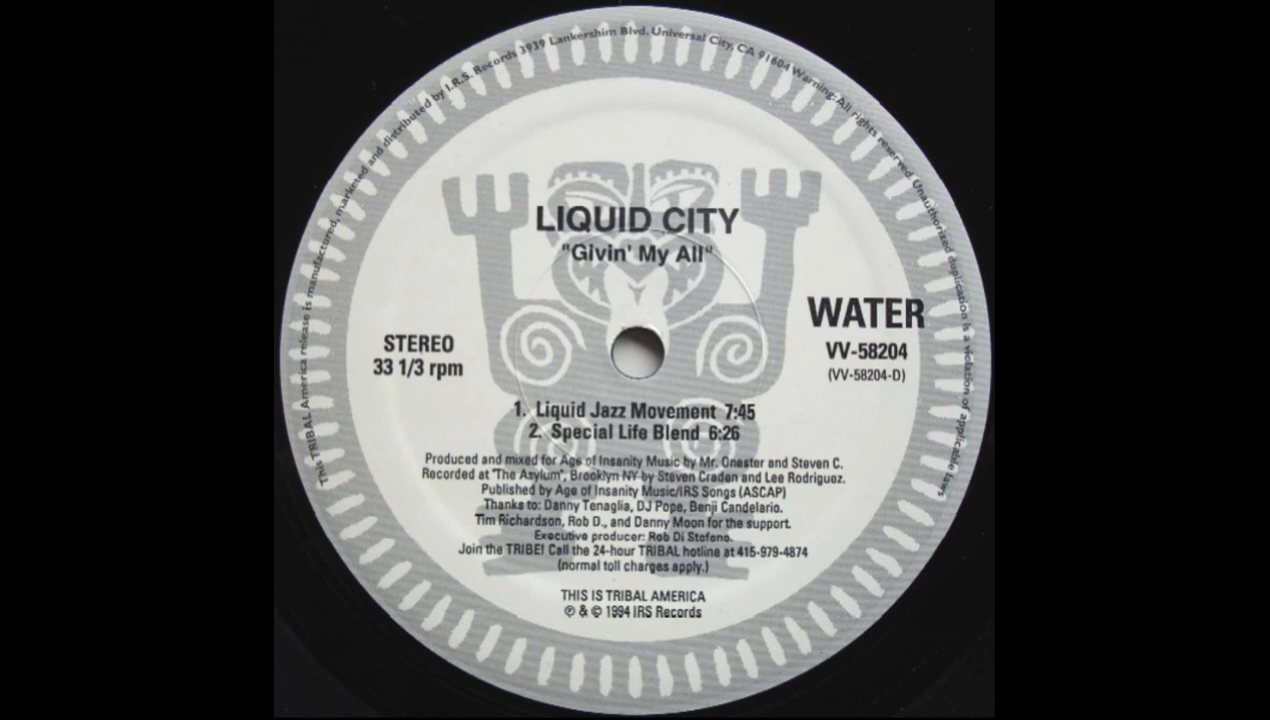 This TRIBAL America release is manufactured, marketed and distributed by I.R.S. Records 3939 Lankershim Blvd. Universal City, CA 91604 Warning: All rights reserved. Unauthorized duplication is a violation of applicable laws
LIQUID CITY
"Givin' My All"
WATER
VV-58204
(VV-58204-D)
STEREO
33 1/3 rpm
1. Liquid Jazz Movement 7:45
2. Special Life Blend 6:26
Produced and mixed for Age of Insanity Music by Mr. Onester and Steven C.
Recorded at "The Asylum", Brooklyn NY by Steven Craden and Lee Rodriguez.
Published by Age of Insanity Music/IRS Songs (ASCAP)
Thanks to: Danny Tenaglia, DJ Pope, Benji Candelario.
Tim Richardson, Rob D., and Danny Moon for the support.
Executive producer: Rob Di Stefano.
Join the TRIBE! Call the 24-hour TRIBAL hotline at 415-979-4874
(normal toll charges apply.)
THIS IS TRIBAL AMERICA
℗ & © 1994 IRS Records